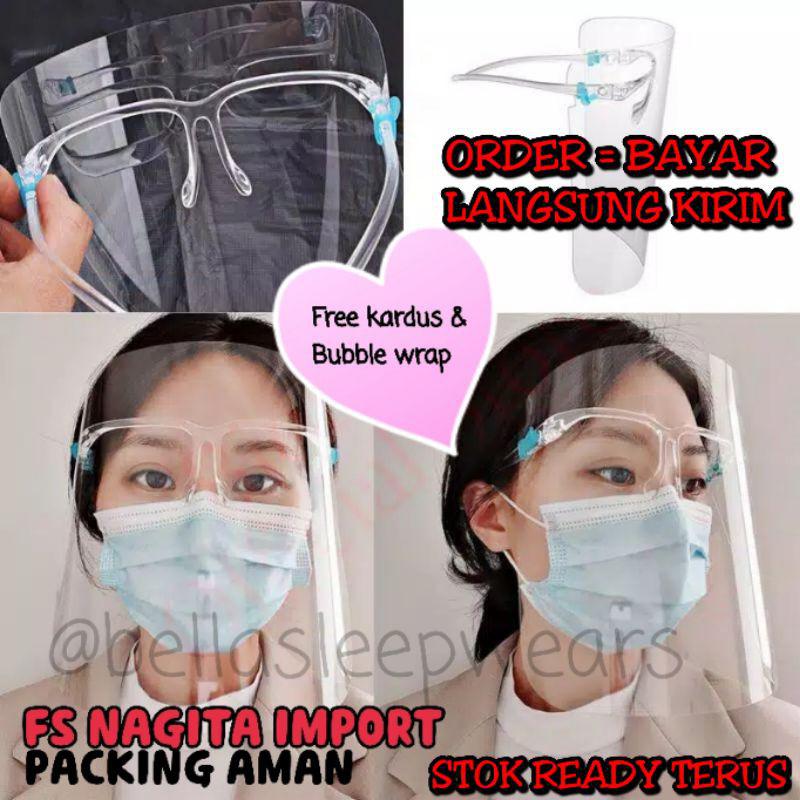 ORDER = BAYAR
LANGSUNG KIRIM
Free kardus &
Bubble wrap
@bellasleepwears
FS NAGITA IMPORT
PACKING AMAN
STOK READY TERUS